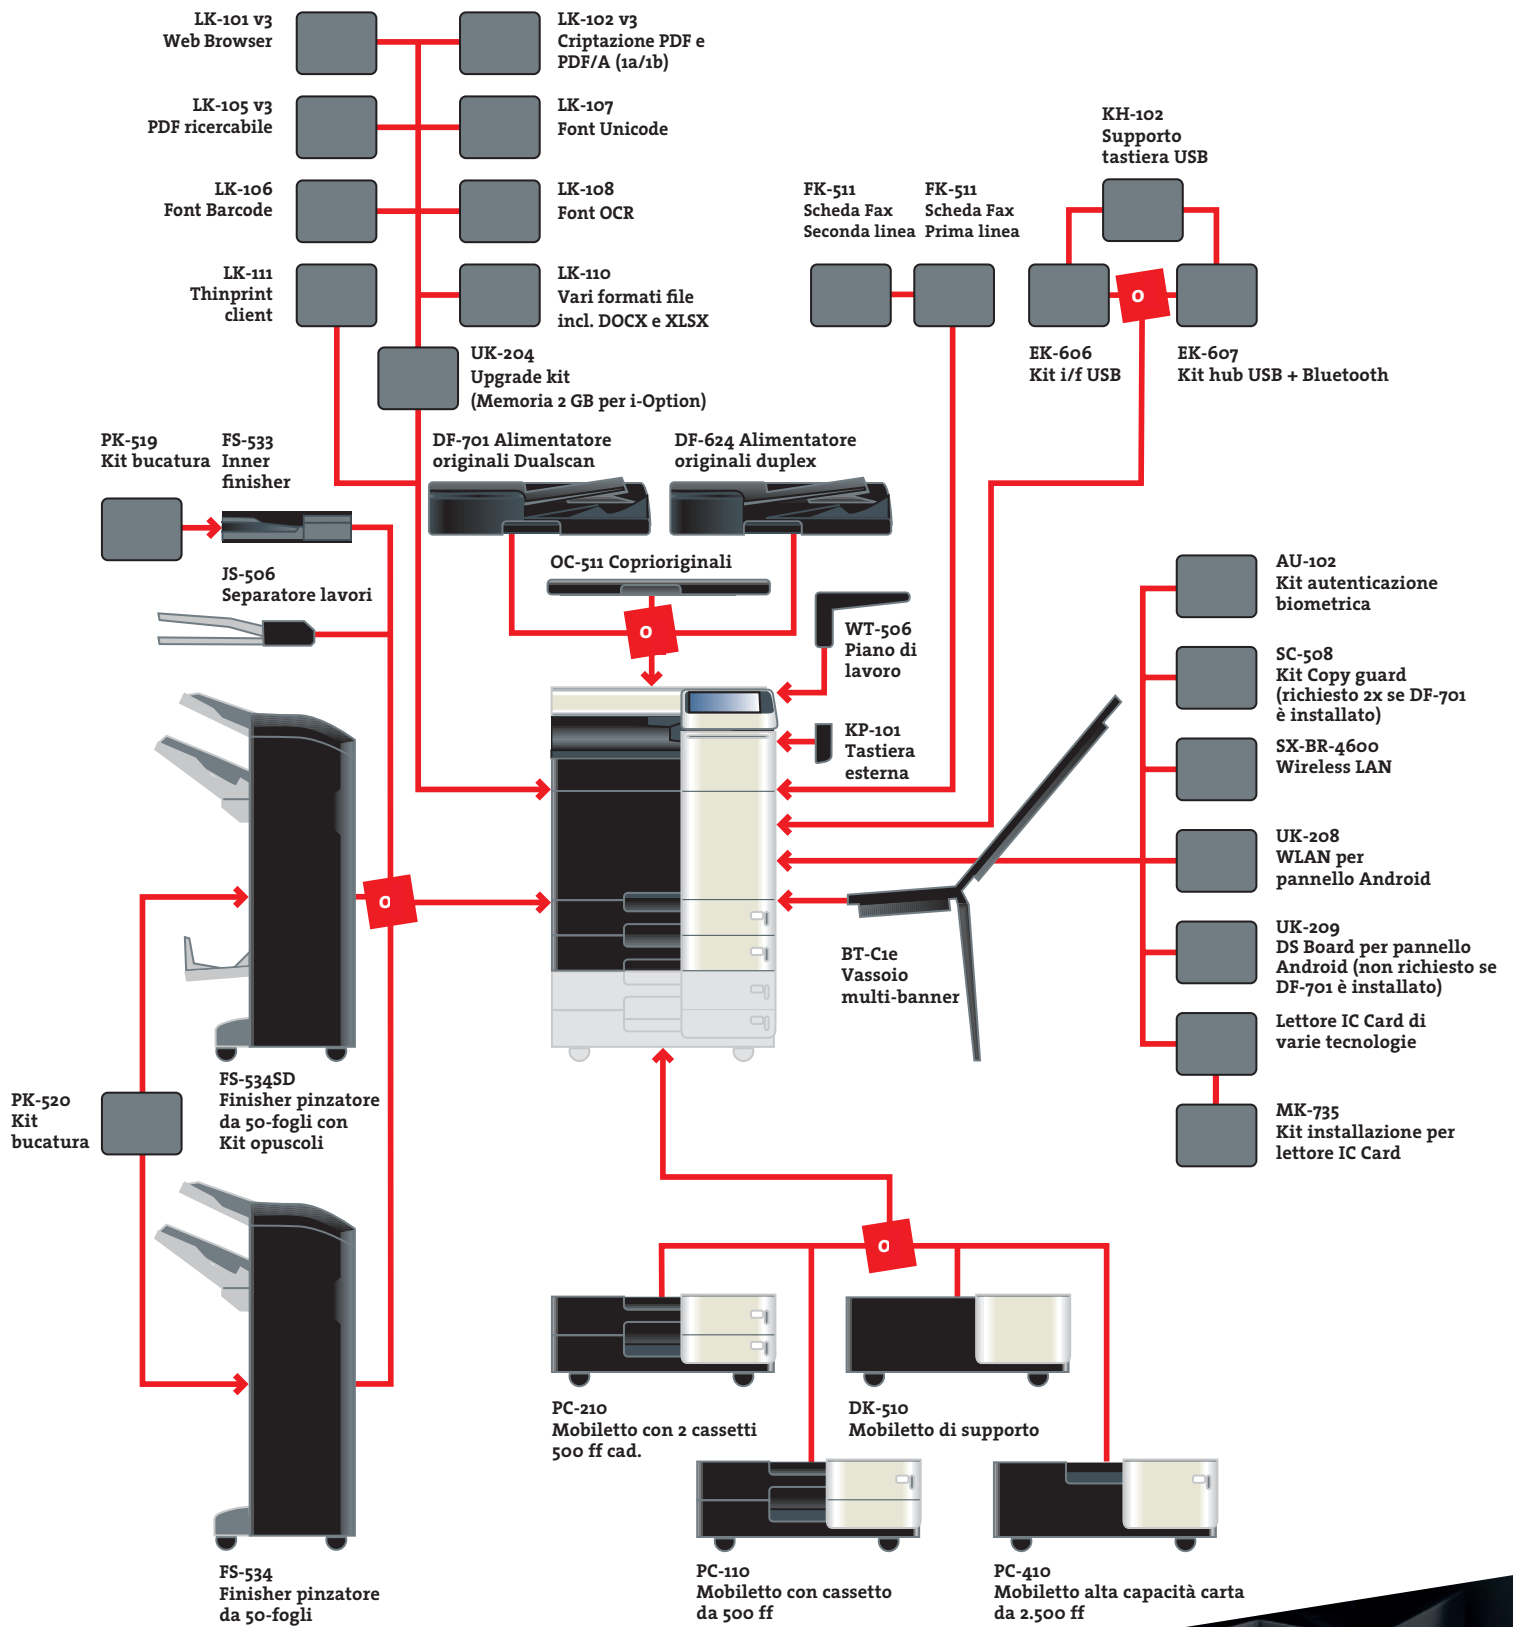 LK-101 v3
Web Browser
LK-102 v3
Criptazione PDF e
PDF/A (1a/1b)
LK-105 v3
PDF ricercabile
LK-107
Font Unicode
LK-106
Font Barcode
LK-108
Font OCR
LK-111
Thinprint
client
LK-110
Vari formati file
incl. DOCX e XLSX
UK-204
Upgrade kit
(Memoria 2 GB per i-Option)
KH-102
Supporto
tastiera USB
FK-511
Scheda Fax
Seconda linea
FK-511
Scheda Fax
Prima linea
O
EK-606
Kit i/f USB
EK-607
Kit hub USB + Bluetooth
PK-519
Kit bucatura
FS-533
Inner
finisher
DF-701 Alimentatore
originali Dualscan
DF-624 Alimentatore
originali duplex
JS-506
Separatore lavori
OC-511 Coprioriginali
O
WT-506
Piano di
lavoro
KP-101
Tastiera
esterna
AU-102
Kit autenticazione
biometrica
SC-508
Kit Copy guard
(richiesto 2x se DF-701
è installato)
SX-BR-4600
Wireless LAN
UK-208
WLAN per
pannello Android
UK-209
DS Board per pannello
Android (non richiesto se
DF-701 è installato)
Lettore IC Card di
varie tecnologie
MK-735
Kit installazione per
lettore IC Card
O
BT-C1e
Vassoio
multi-banner
FS-534SD
Finisher pinzatore
da 50-fogli con
Kit opuscoli
PK-520
Kit
bucatura
O
PC-210
Mobiletto con 2 cassetti
500 ff cad.
DK-510
Mobiletto di supporto
FS-534
Finisher pinzatore
da 50-fogli
PC-110
Mobiletto con cassetto
da 500 ff
PC-410
Mobiletto alta capacità carta
da 2.500 ff